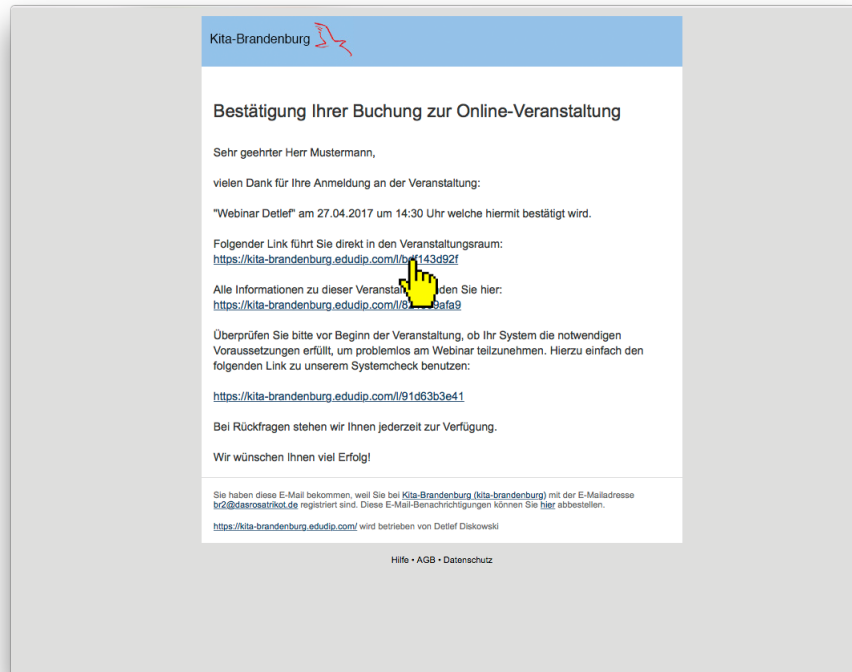 Kita-Brandenburg
Bestätigung Ihrer Buchung zur Online-Veranstaltung
Sehr geehrter Herr Mustermann,
vielen Dank für Ihre Anmeldung an der Veranstaltung:
"Webinar Detlef" am 27.04.2017 um 14:30 Uhr welche hiermit bestätigt wird.
Folgender Link führt Sie direkt in den Veranstaltungsraum:
https://kita-brandenburg.edudip.com/l/bdf143d92f
Alle Informationen zu dieser Sie hier:
Überprüfen Sie bitte vor Beginn der Veranstaltung, ob Ihr System die notwendigen
Voraussetzungen erfüllt, um problemlos am Webinar teilzunehmen. Hierzu einfach den
folgenden Link zu unserem Systemcheck benutzen:
https://kita-brandenburg.edudip.com/l/91d63b3e41
Bei Rückfragen stehen wir Ihnen jederzeit zur Verfügung.
Wir wünschen Ihnen viel Erfolg!
Sie haben diese E-Mail bekommen, weil Sie bei Kita-Brandenburg (kita-brandenburg) mit der E-Mailadresse
br2@dasrosatrikot.de registriert sind. Diese E-Mail-Benachrichtigungen können Sie hier abbestellen.
https://kita-brandenburg.edudip.com/ wird betrieben von Detlef Diskowski
Hilfe • AGB • Datenschutz